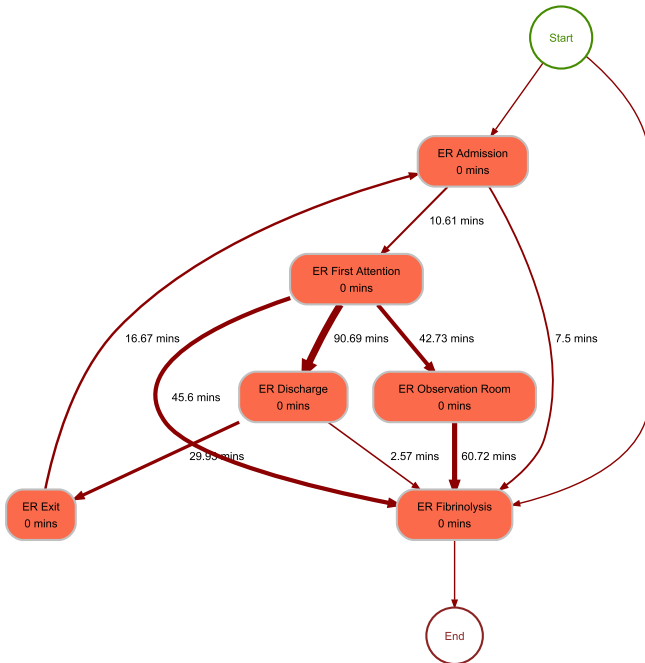 Start
ER Admission
0 mins
10.61 mins
ER First Attention
0 mins
16.67 mins
90.69 mins
42.73 mins
7.5 mins
ER Discharge
0 mins
ER Observation Room
0 mins
45.6 mins
29.93 mins
2.57 mins
60.72 mins
ER Exit
0 mins
ER Fibrinolysis
0 mins
End